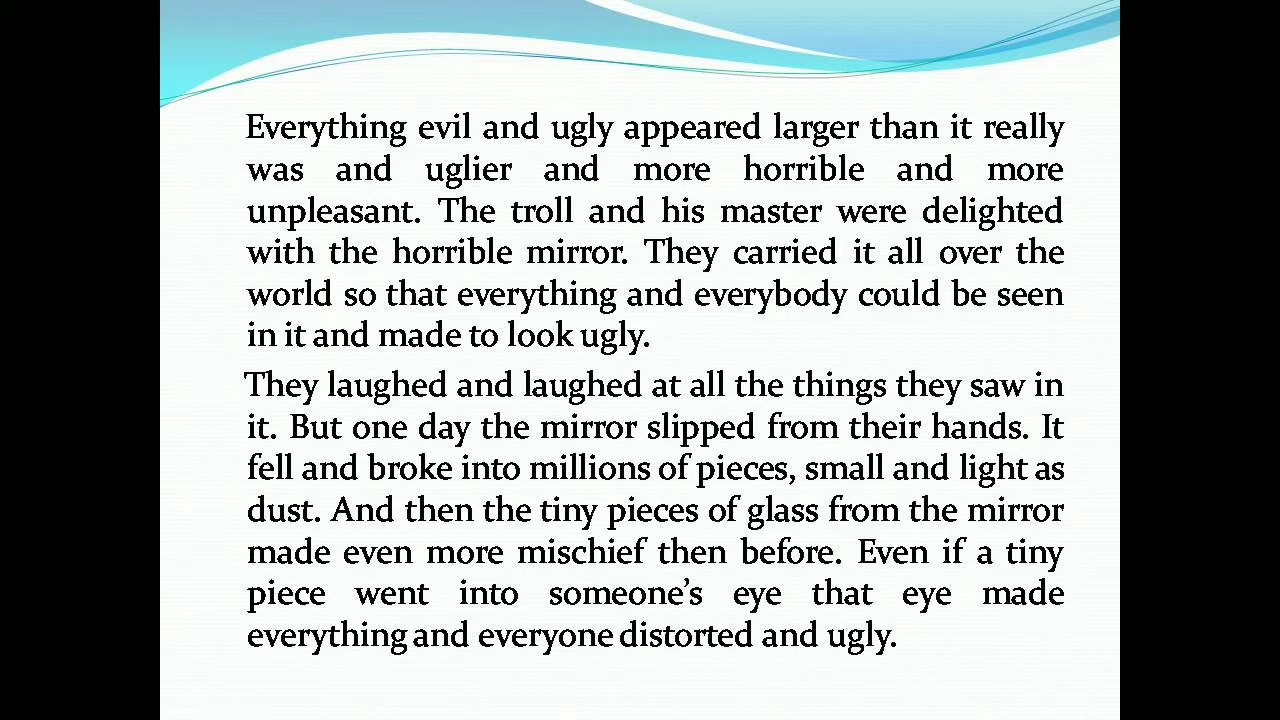 Everything evil and ugly appeared larger than it really
was and uglier and more horrible and more
unpleasant. The troll and his master were delighted
with the horrible mirror. They carried it all over the
world so that everything and everybody could be seen
in it and made to look ugly.
They laughed and laughed at all the things they saw in
it. But one day the mirror slipped from their hands. It
fell and broke into millions of pieces, small and light as
dust. And then the tiny pieces of glass from the mirror
made even more mischief then before. Even if a tiny
piece went into someone’s eye that eye made
everything and everyone distorted and ugly.